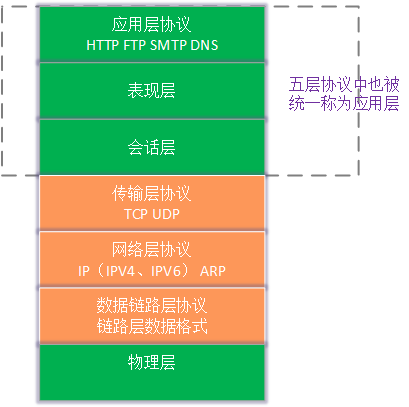 应用层协议
HTTP FTP SMTP DNS
表现层
五层协议中也被
统一称为应用层
会话层
传输层协议
TCP UDP
网络层协议
IP（IPV4、IPV6） ARP
数据链路层协议
链路层数据格式
物理层